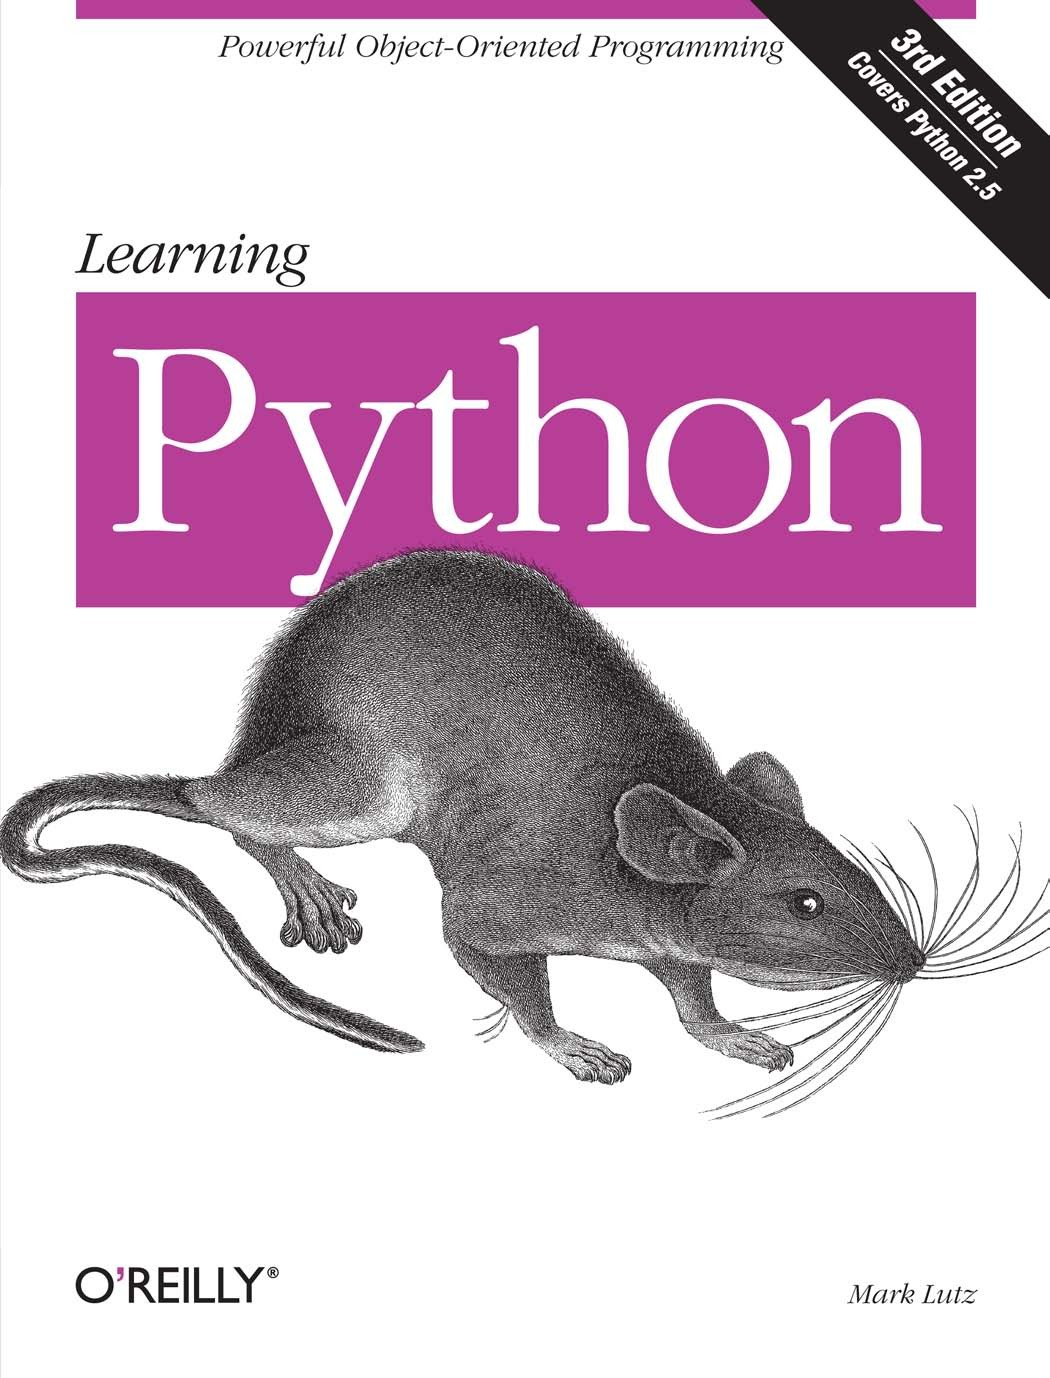 Powerful Object-Oriented Programming
3rd Edition
Covers Python 2.5
Learning
Python
O'REILLY®
Mark Lutz